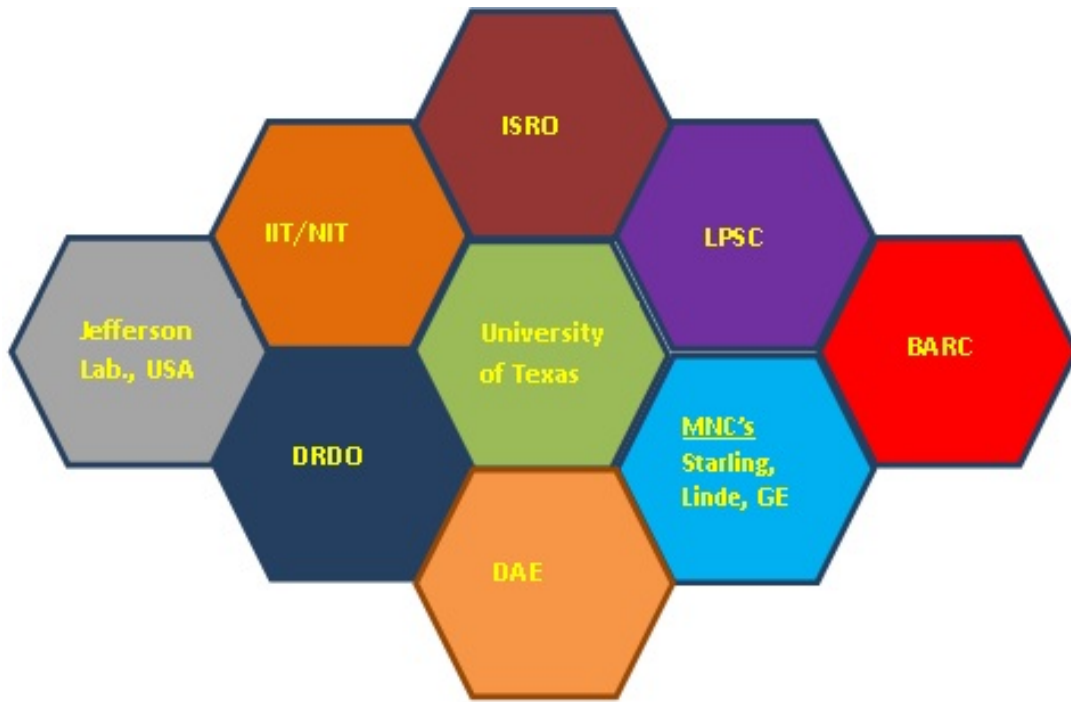 ISRO
IIT/NIT
LPSC
Jefferson
Lab., USA
University
of Texas
BARC
DRDO
MNC's
Starling,
Linde, GE
DAE